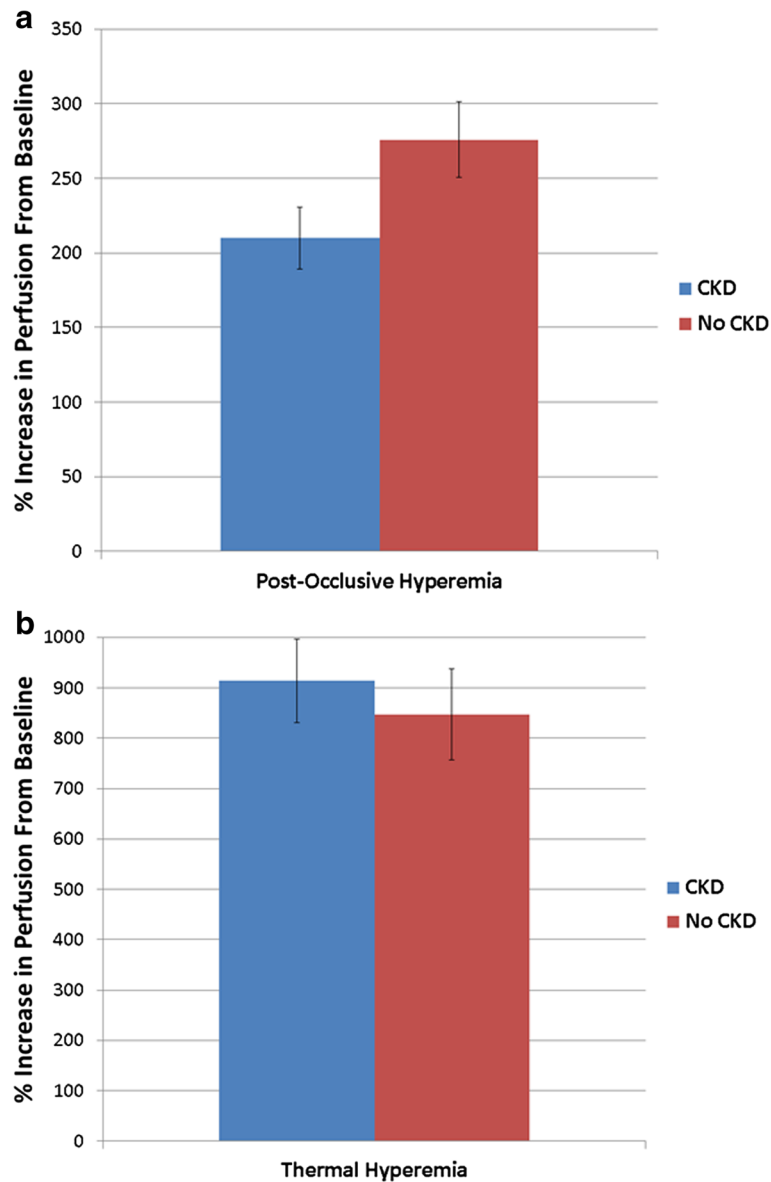 a
% Increase in Perfusion From Baseline
350
300
250
200
150
100
50
0
Post-Occlusive Hyperemia
CKD
No CKD
b
% Increase in Perfusion From Baseline
1000
900
800
700
600
500
400
300
200
100
0
Thermal Hyperemia
CKD
No CKD